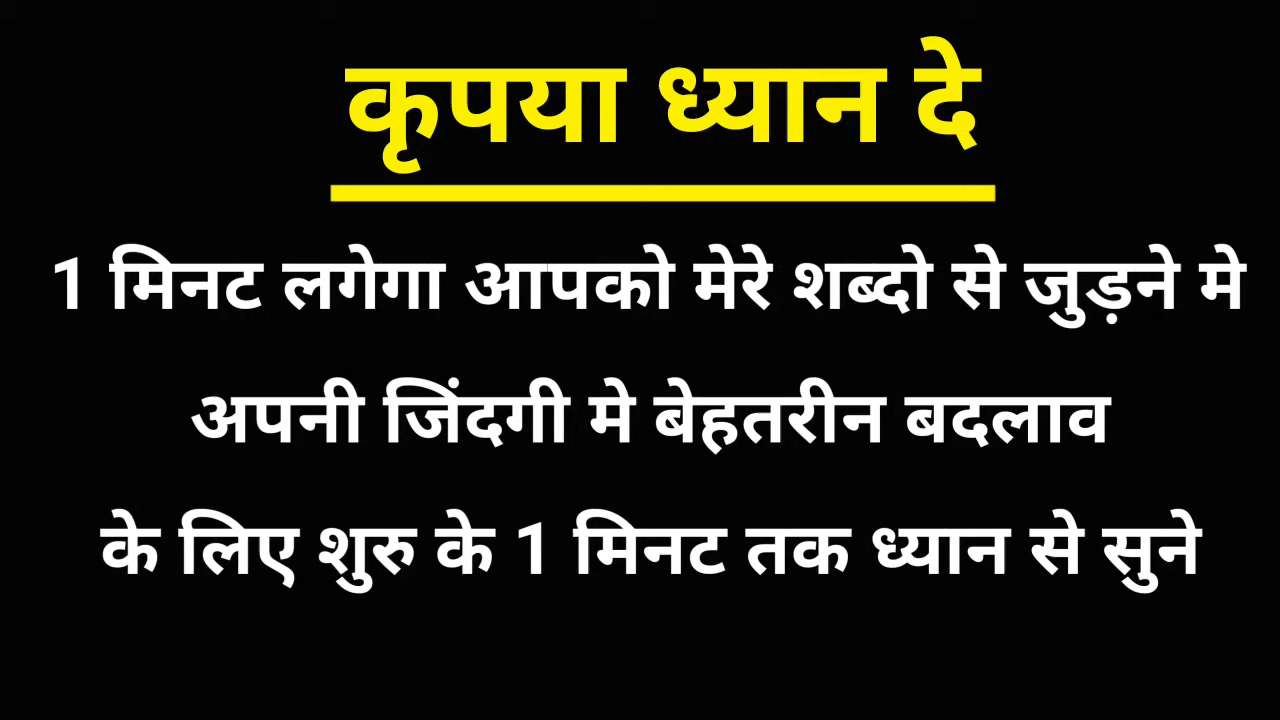 कृपया ध्यान दे
1 मिनट लगेगा आपको मेरे शब्दो से जुड़ने मे
अपनी जिंदगी मे बेहतरीन बदलाव
के लिए शुरु के 1 मिनट तक ध्यान से सुने